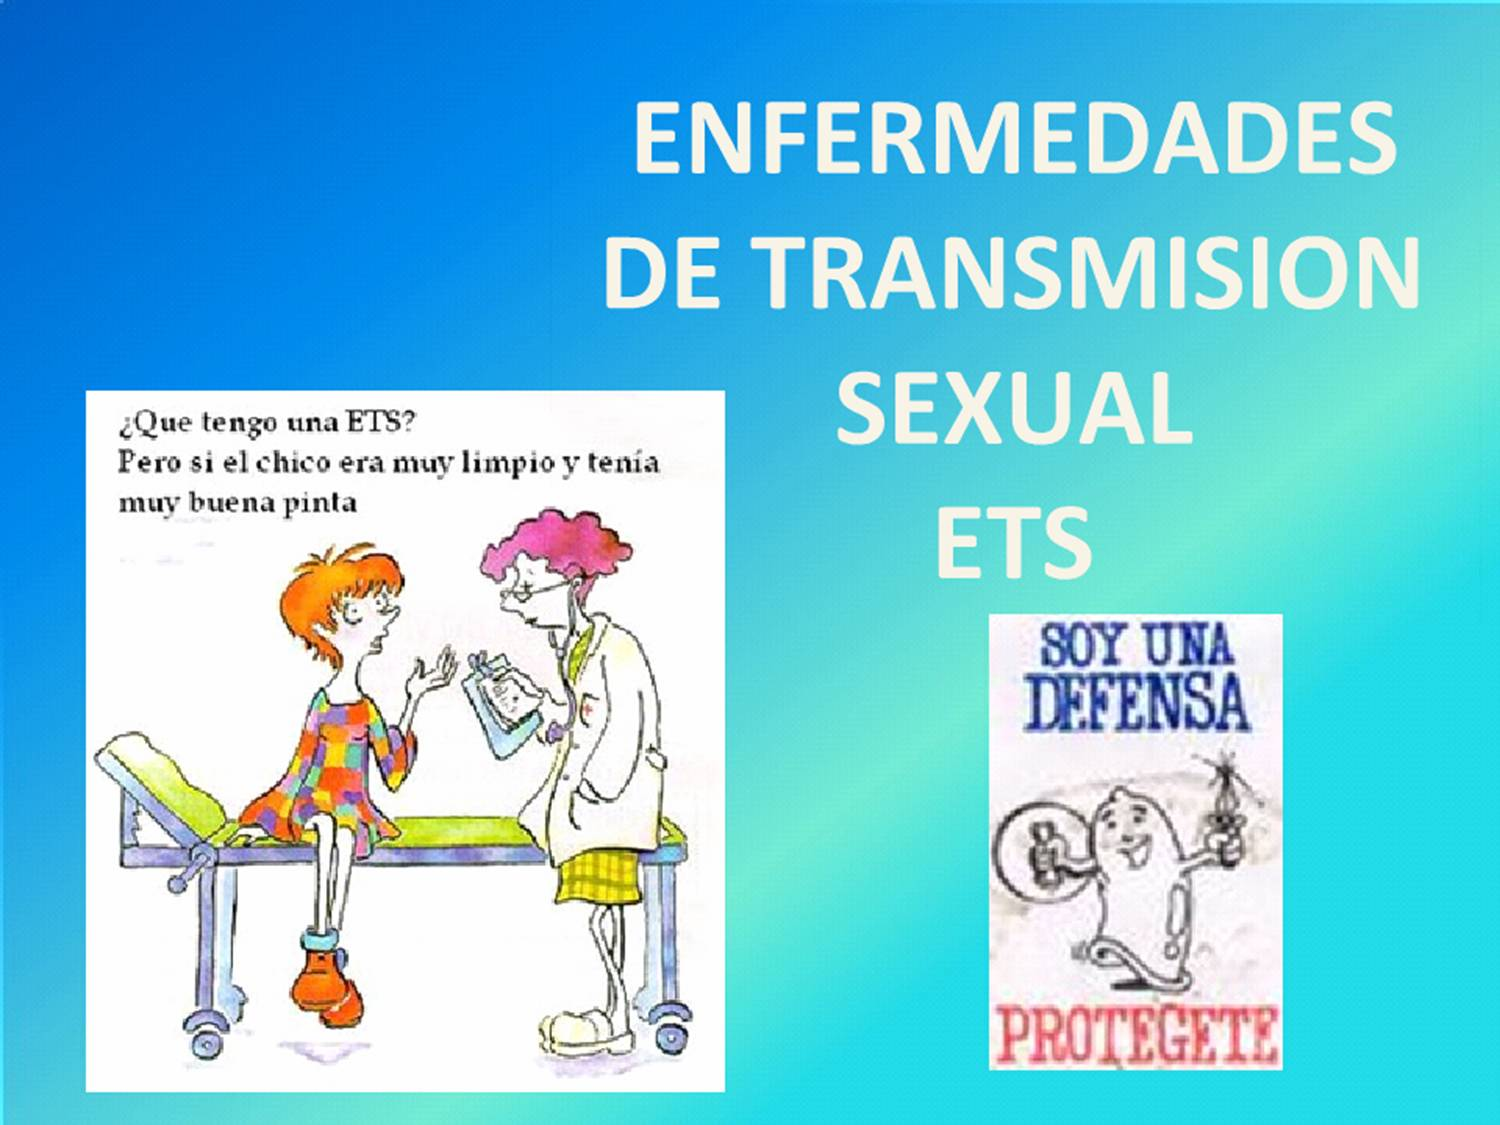 ENFERMEDADES
DE TRANSMISION
SEXUAL
ETS
¿Que tengo una ETS?
Pero si el chico era muy limpio y tenía
muy buena pinta
SOY UNA
DEFENSA
PROTEGETE